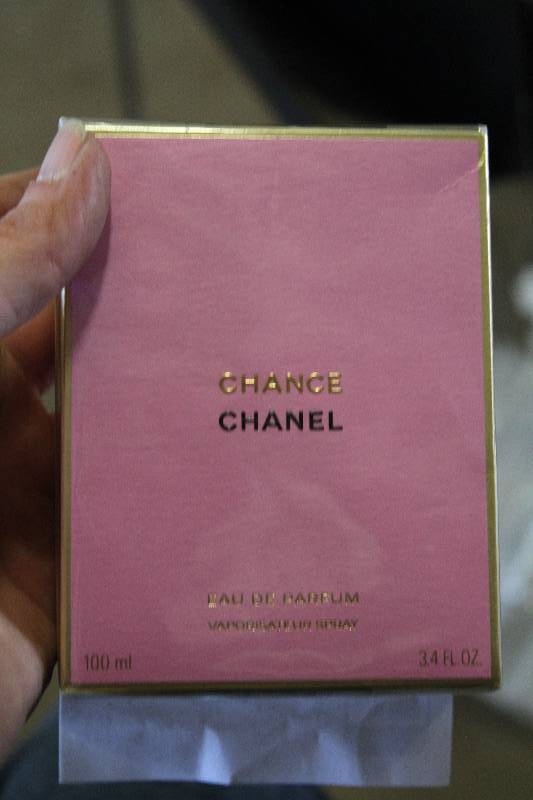 CHANCE
CHANEL
EAU DE PARFUM
VAPORISATEUR SPRAY
100 ml
3.4 FL. OZ.